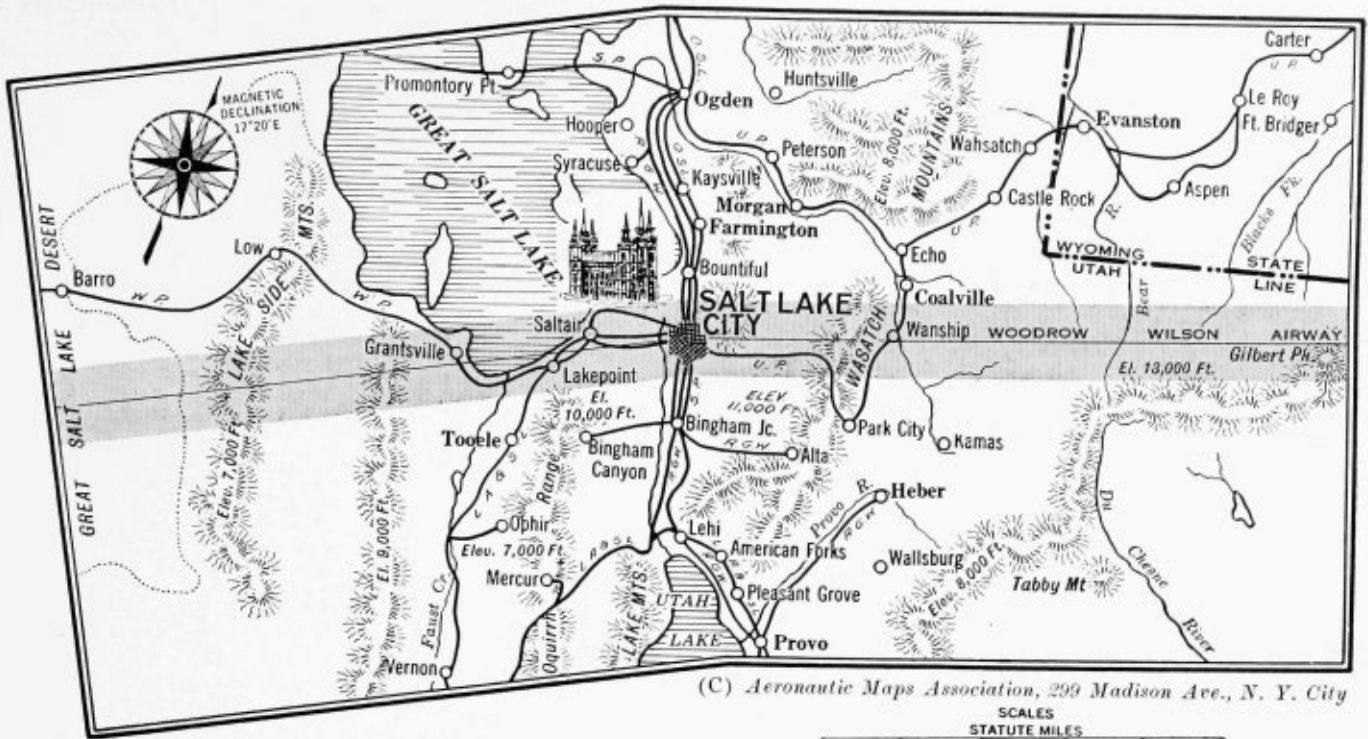 MAGNETIC
DECLINATION
17°20'E
Promontory Pt.
S P
O.S.L.
Ogden
Huntsville
Carter
U P
Le Roy
Ft. Bridger
Evanston
Hooper
Syracuse
R G W
O S L
U P
Peterson
Wahsatch
Kaysville
Morgan
Farmington
Elev. 8,000 Ft.
MOUNTAINS
Castle Rock
Aspen
GREAT
SALT LAKE
Blacks Fk.
Low
Barro
W P
W P
Bountiful
Echo
U P
Coalville
WYOMING
UTAH
STATE
LINE
Bear R.
SALT LAKE
CITY
Saltair
Wanship
WOODROW WILSON AIRWAY
Gilbert Pk.
El. 13,000 Ft.
Grantsville
Lakepoint
U P
WASATCH
GREAT SALT LAKE DESERT
LAKE SIDE MTS.
Elev. 7,000 Ft.
El. 9,000 Ft.
El.
10,000 Ft.
S P
ELEV
11,000 Ft.
Bingham Jc.
Park City
Kamas
Tooele
Bingham
Canyon
R G W
Alta
L A & S L
RGW
Ophir
Elev. 7,000 Ft.
Mercur
Oquirrh Range
L A & S L
Lehi
American Forks
Provo R.
R G W
Heber
Wallsburg
Elev. 8,000 Ft.
Tabby Mt
Du Chesne River
Pleasant Grove
Faust Cr.
Vernon
LAKE MTS.
UTAH
LAKE
Provo
(C) Aeronautic Maps Association, 299 Madison Ave., N. Y. City
SCALES
STATUTE MILES